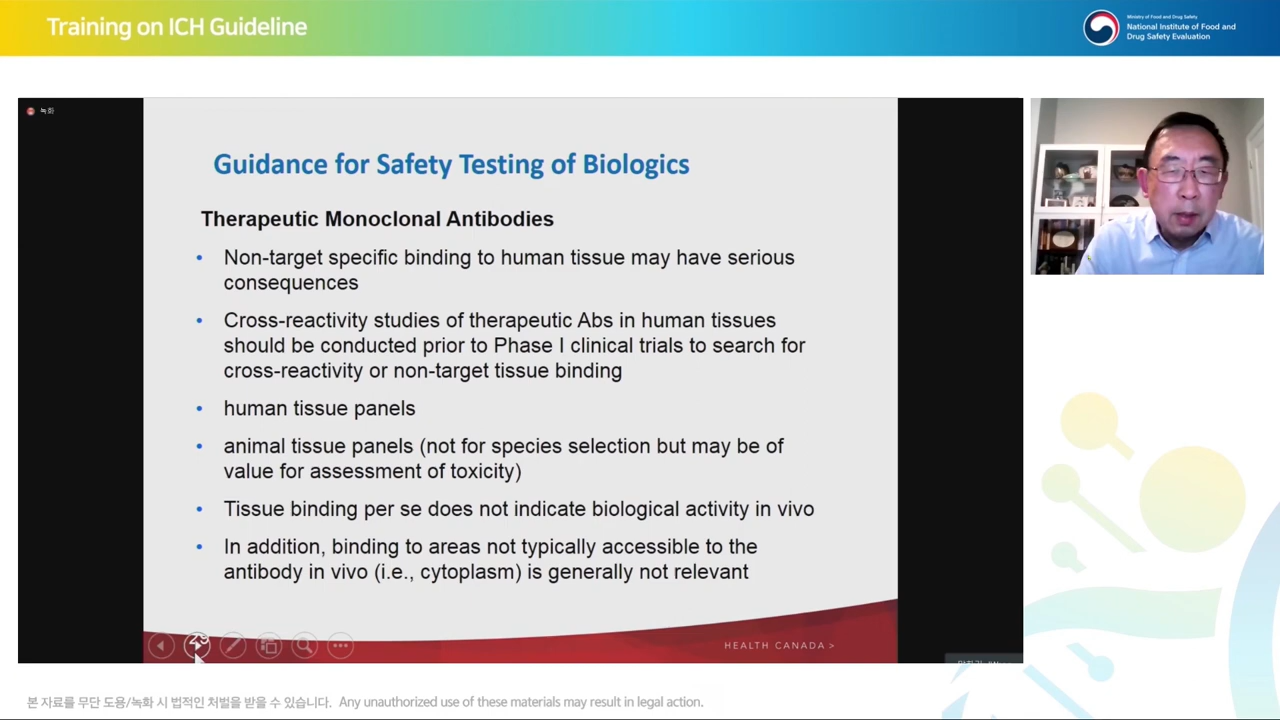 Training on ICH Guideline
Ministry of Food and Drug Safety
National Institute of Food and
Drug Safety Evaluation
녹화
Guidance for Safety Testing of Biologics
Therapeutic Monoclonal Antibodies
• Non-target specific binding to human tissue may have serious
consequences
• Cross-reactivity studies of therapeutic Abs in human tissues
should be conducted prior to Phase I clinical trials to search for
cross-reactivity or non-target tissue binding
• human tissue panels
• animal tissue panels (not for species selection but may be of
value for assessment of toxicity)
• Tissue binding per se does not indicate biological activity in vivo
• In addition, binding to areas not typically accessible to the
antibody in vivo (i.e., cytoplasm) is generally not relevant
HEALTH CANADA >
본 자료를 무단 도용/녹화 시 법적인 처벌을 받을 수 있습니다. Any unauthorized use of these materials may result in legal action.